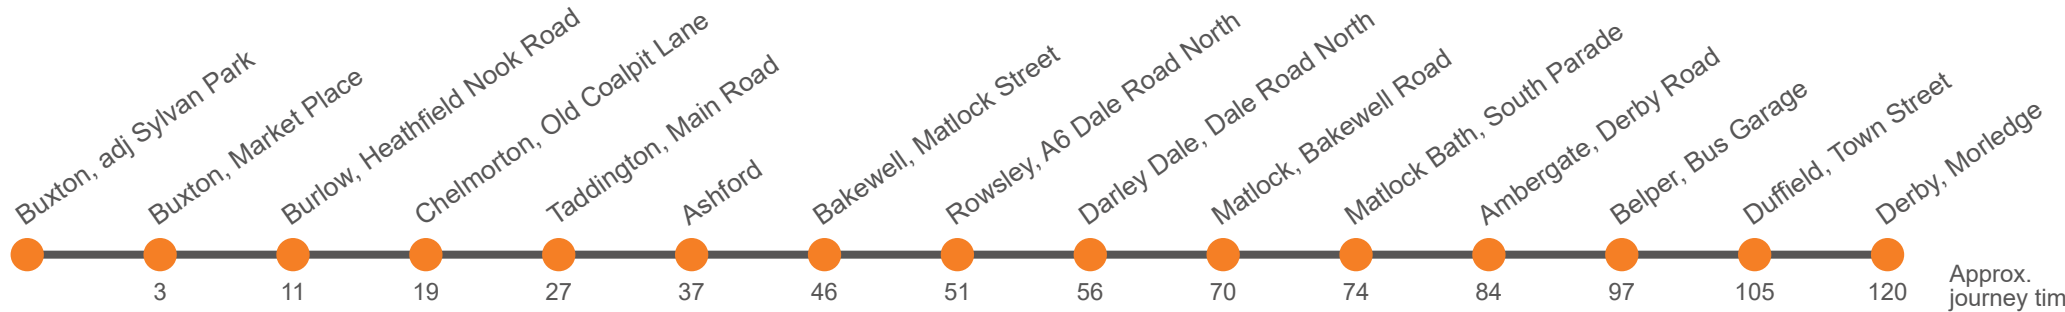 Buxton, adj Sylvan Park
Buxton, Market Place
Burlow, Heathfield Nook Road
Chelmorton, Old Coalpit Lane
Taddington, Main Road
Ashford
Bakewell, Matlock Street
Rowsley, A6 Dale Road North
Darley Dale, Dale Road North
Matlock, Bakewell Road
Matlock Bath, South Parade
Ambergate, Derby Road
Belper, Bus Garage
Duffield, Town Street
Derby, Morledge
3 11 19 27 37 46 51 56 70 74 84 97 105 120
Approx.
journey tim